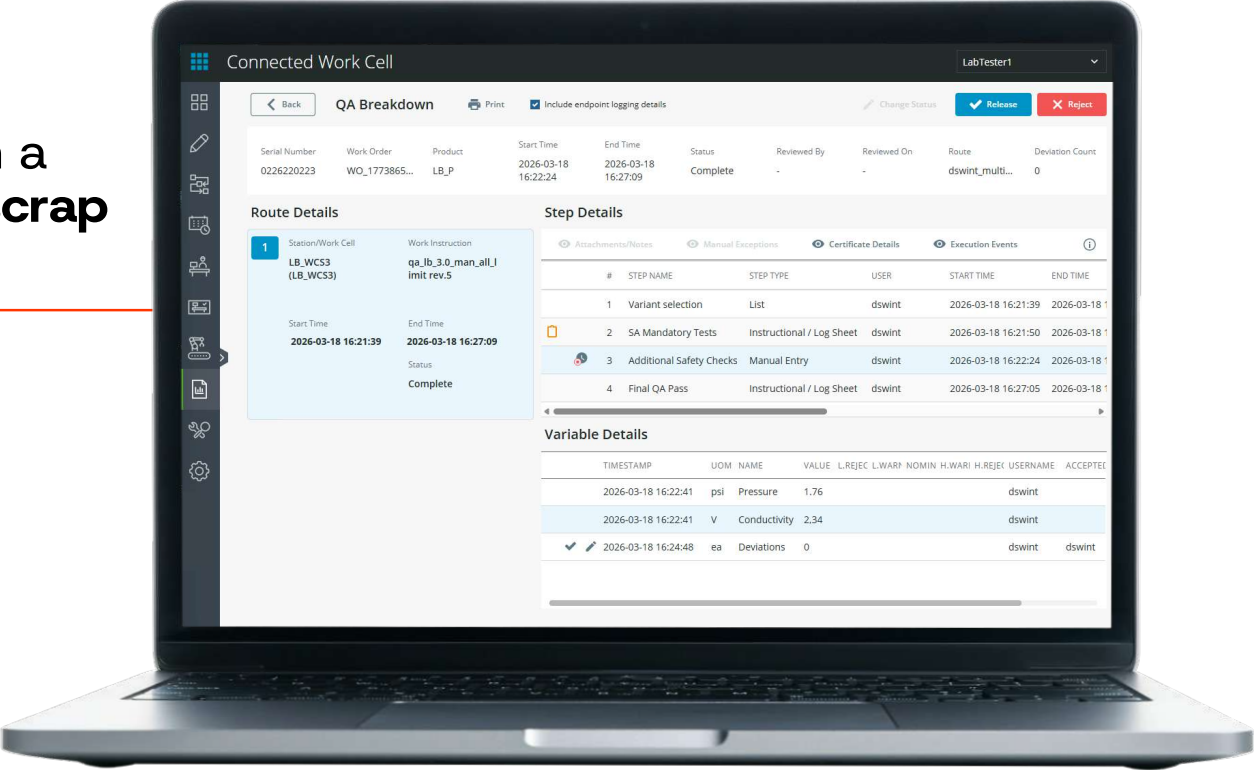 a
crap
Connected Work Cell
LabTester1
Back
QA Breakdown
Print
Include endpoint logging details
Change Status
Release
Reject
Serial Number Work Order Product Start Time End Time Status Reviewed By Reviewed On Route Deviation Count
0226220223 WO_1773865... LB_P 2026-03-18 16:22:24 2026-03-18 16:27:09 Complete - - dswint_multi... 0
Route Details
1
Station/Work Cell Work Instruction
LB_WCS3 qa_lb_3.0_man_all_l
(LB_WCS3) imit rev.5
Start Time End Time
2026-03-18 16:21:39 2026-03-18 16:27:09
Status
Complete
Step Details
Attachments/Notes Manual Exceptions Certificate Details Execution Events
# STEP NAME STEP TYPE USER START TIME END TIME
1 Variant selection List dswint 2026-03-18 16:21:39 2026-03-18
2 SA Mandatory Tests Instructional / Log Sheet dswint 2026-03-18 16:21:50 2026-03-18
3 Additional Safety Checks Manual Entry dswint 2026-03-18 16:22:24 2026-03-18
4 Final QA Pass Instructional / Log Sheet dswint 2026-03-18 16:27:05 2026-03-18
Variable Details
TIMESTAMP UOM NAME VALUE L.REJEC L.WARN NOMIN H.WARI H.REJEC USERNAME ACCEPTED
2026-03-18 16:22:41 psi Pressure 1.76 dswint
2026-03-18 16:22:41 V Conductivity 2.34 dswint
2026-03-18 16:24:48 ea Deviations 0 dswint dswint